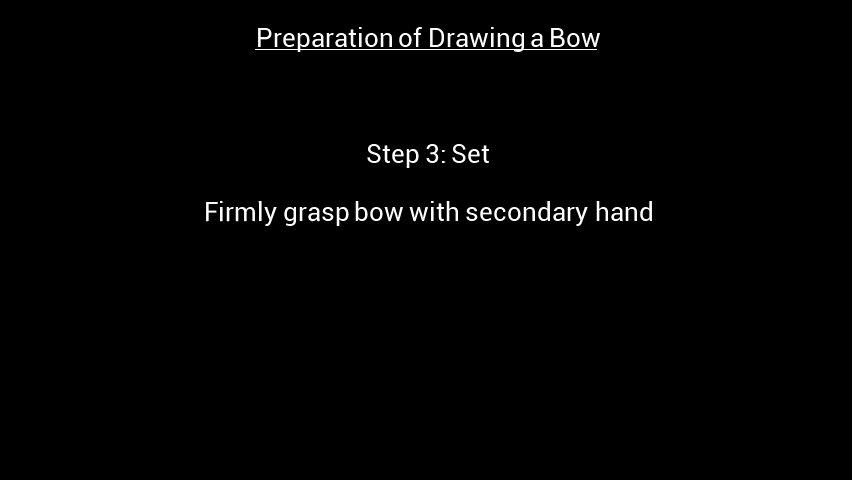 Preparation of Drawing a Bow
Step 3: Set
Firmly grasp bow with secondary hand